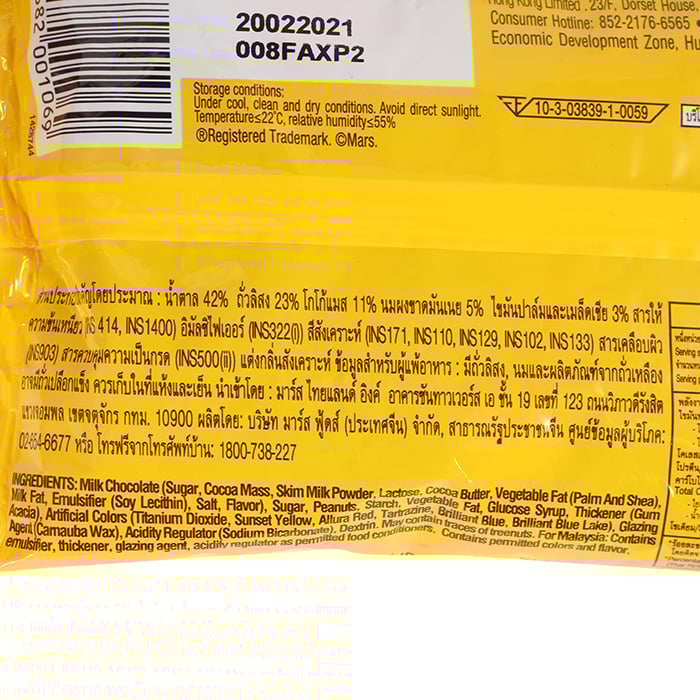 20022021
008FAXP2
682 001069
1428744
Hong Kong Limited . 23/F, Dorset House,
Consumer Hotline: 852-2176-6565
Economic Development Zone, Hu
Storage conditions:
Under cool, clean and dry conditions. Avoid direct sunlight.
Temperature≤22°C, relative humidity≤55%
®Registered Trademark. ©Mars.
10-3-03839-1-0059
โดยประมาณ : น้ำตาล 42% ถั่วลิสง 23% โกโก้แมส 11% นมผงขาดมันเนย 5% ไขมันปาล์มและเมล็ดเชีย 3% สารให้
ความข้นเหนียว 414, INS1400) อิมัลซิไฟเออร์ (INS322(i)) สีสังเคราะห์ (INS171, INS110, INS129, INS102, INS133) สารเคลือบผิว
(INS903) สารควบคุมความเป็นกรด (INS500(ii)) แต่งกลิ่นสังเคราะห์ ข้อมูลสำหรับผู้แพ้อาหาร : มีถั่วลิสง, นมและผลิตภัณฑ์จากถั่วเหลือง
อาจมีถั่วเปลือกแข็ง ควรเก็บในที่แห้งและเย็น นำเข้าโดย : มาร์ส ไทยแลนด์ อิงค์ อาคารซันทาวเวอร์ส เอ ชั้น 19 เลขที่ 123 ถนนวิภาวดีรังสิต
แขวงจอมพล เขตจตุจักร กทม. 10900 ผลิตโดย: บริษัท มาร์ส ฟู้ดส์ (ประเทศจีน) จำกัด, สาธารณรัฐประชาชนจีน ศูนย์ข้อมูลผู้บริโภค:
02-654-6677 หรือ โทรฟรีจากโทรศัพท์บ้าน: 1800-738-227
INGREDIENTS: Milk Chocolate (Sugar, Cocoa Mass, Skim Milk Powder, Lactose, Cocoa Butter, Vegetable Fat (Palm And Shea),
Milk Fat, Emulsifier (Soy Lecithin), Salt, Flavor), Sugar, Peanuts, Starch, Vegetable Fat, Glucose Syrup, Thickener (Gum
Acacia), Artificial Colors (Titanium Dioxide, Sunset Yellow, Allura Red, Tartrazine, Brilliant Blue, Brilliant Blue Lake), Glazing
Agent (Carnauba Wax), Acidity Regulator (Sodium Bicarbonate), Dextrin. May contain traces of treenuts. For Malaysia: Contains
emulsifier, thickener, glazing agent, acidity regulator as permitted food conditioners. Contains permitted colors and flavor.